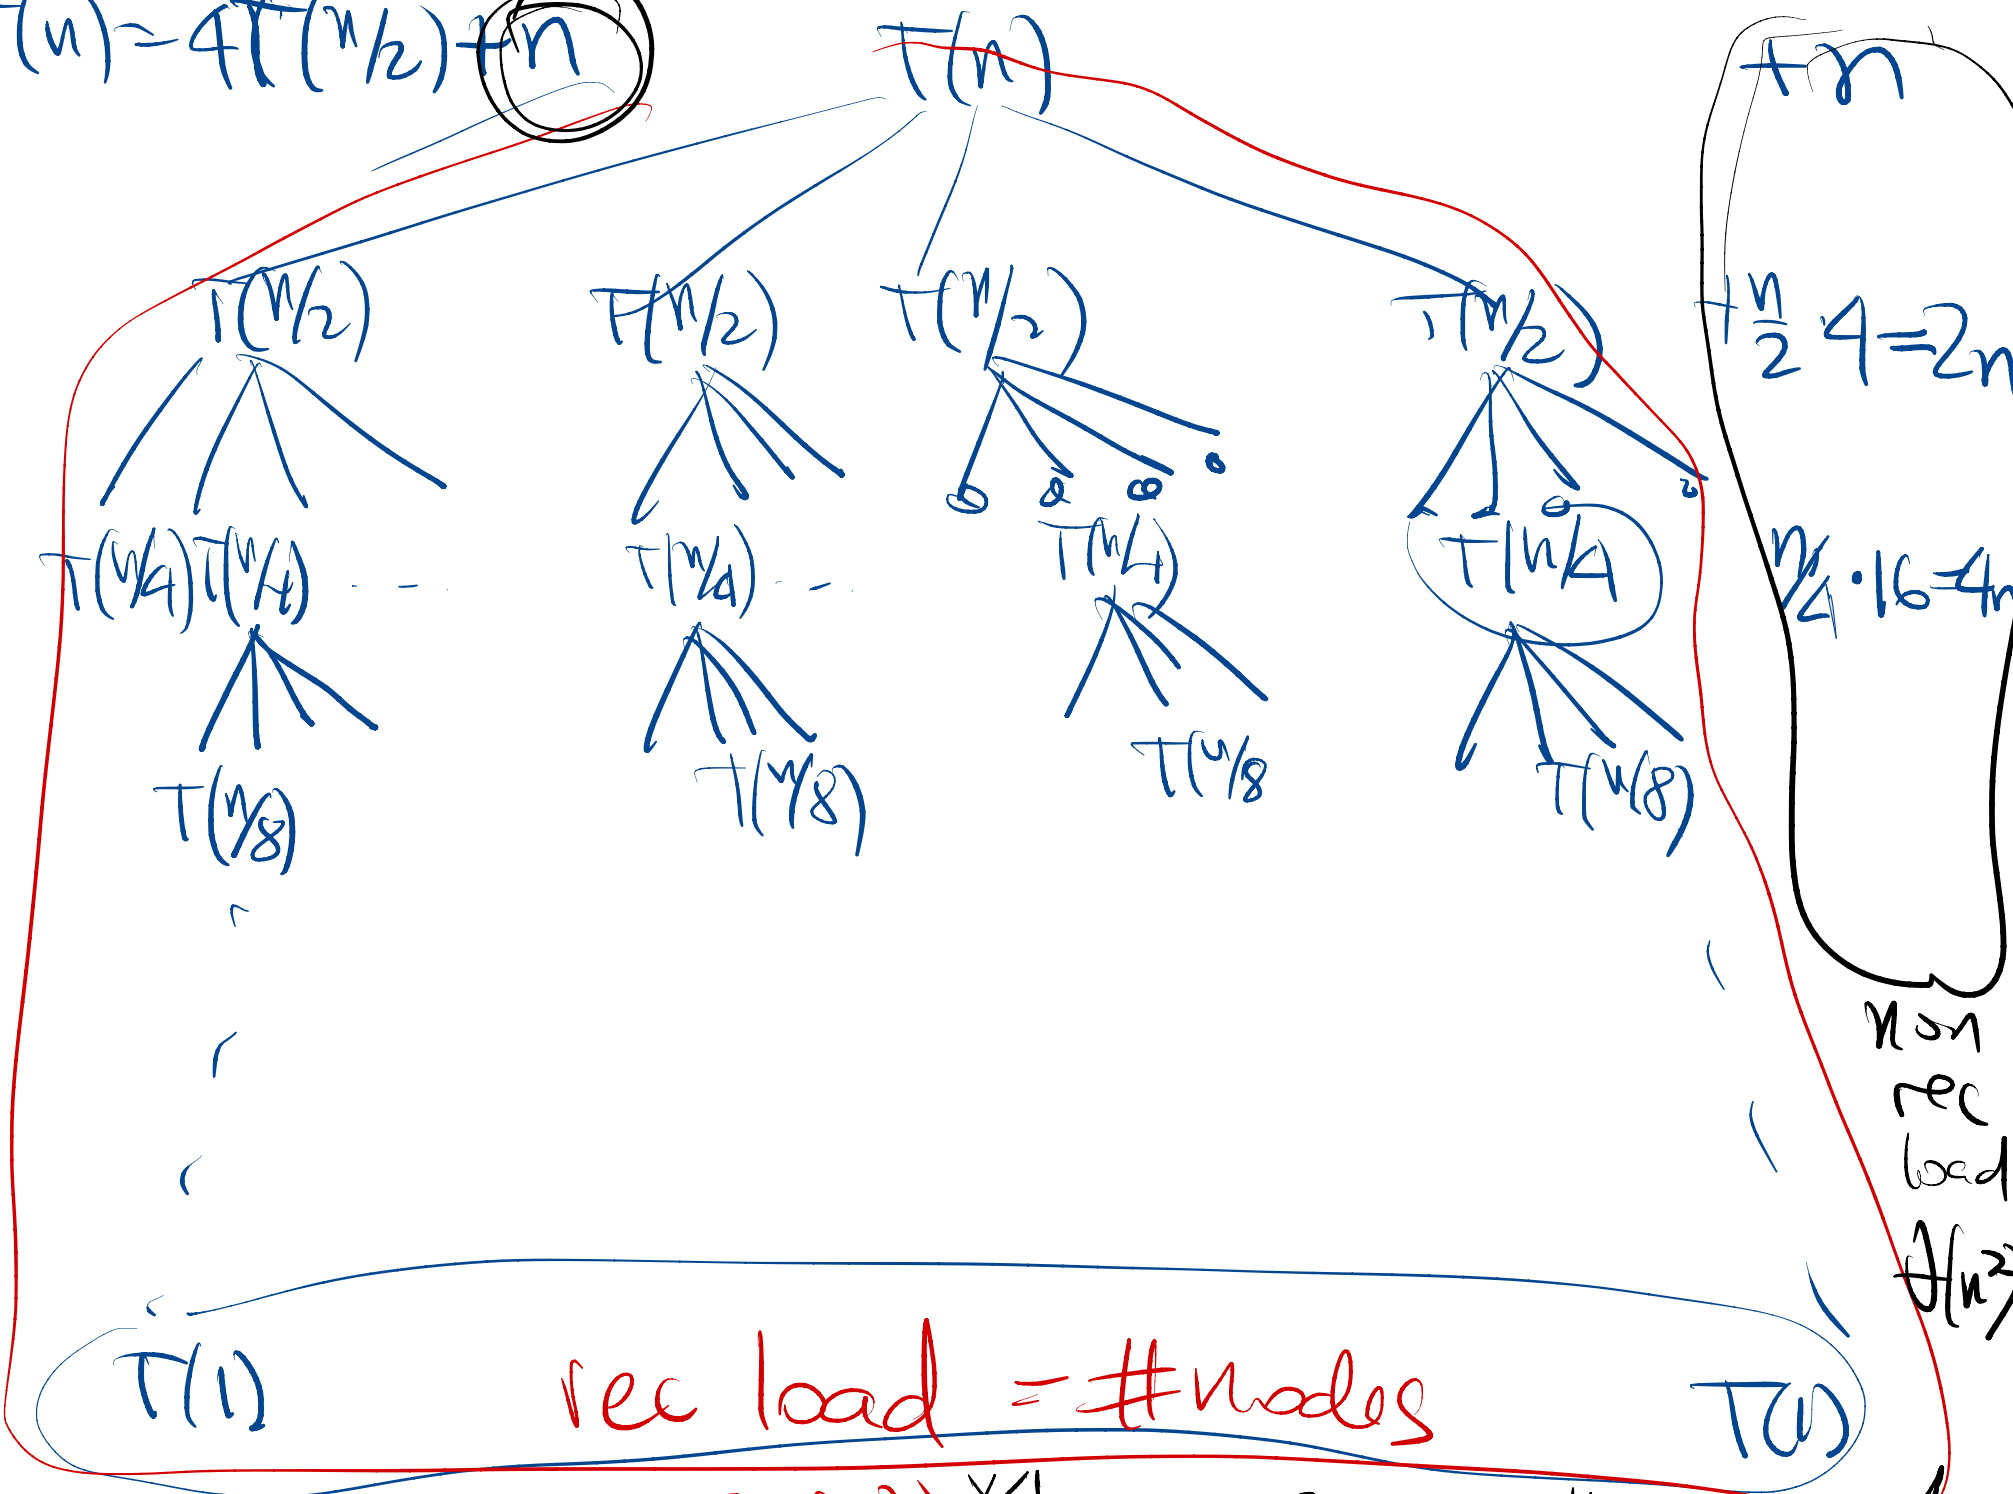 T(n) = 4T(n/2) + n
T(n)
+n
T(n/2) T(n/2) T(n/2) T(n/2)
+ n/2 · 4 = 2n
T(n/4) T(n/4) . - . T(n/4) . - . T(n/4) T(n/4
n/4 · 16 = 4n
T(n/8) T(n/8) T(n/8 T(n/8)
non
rec
load
θ(n²)
T(1) rec load = #nodes T(1)